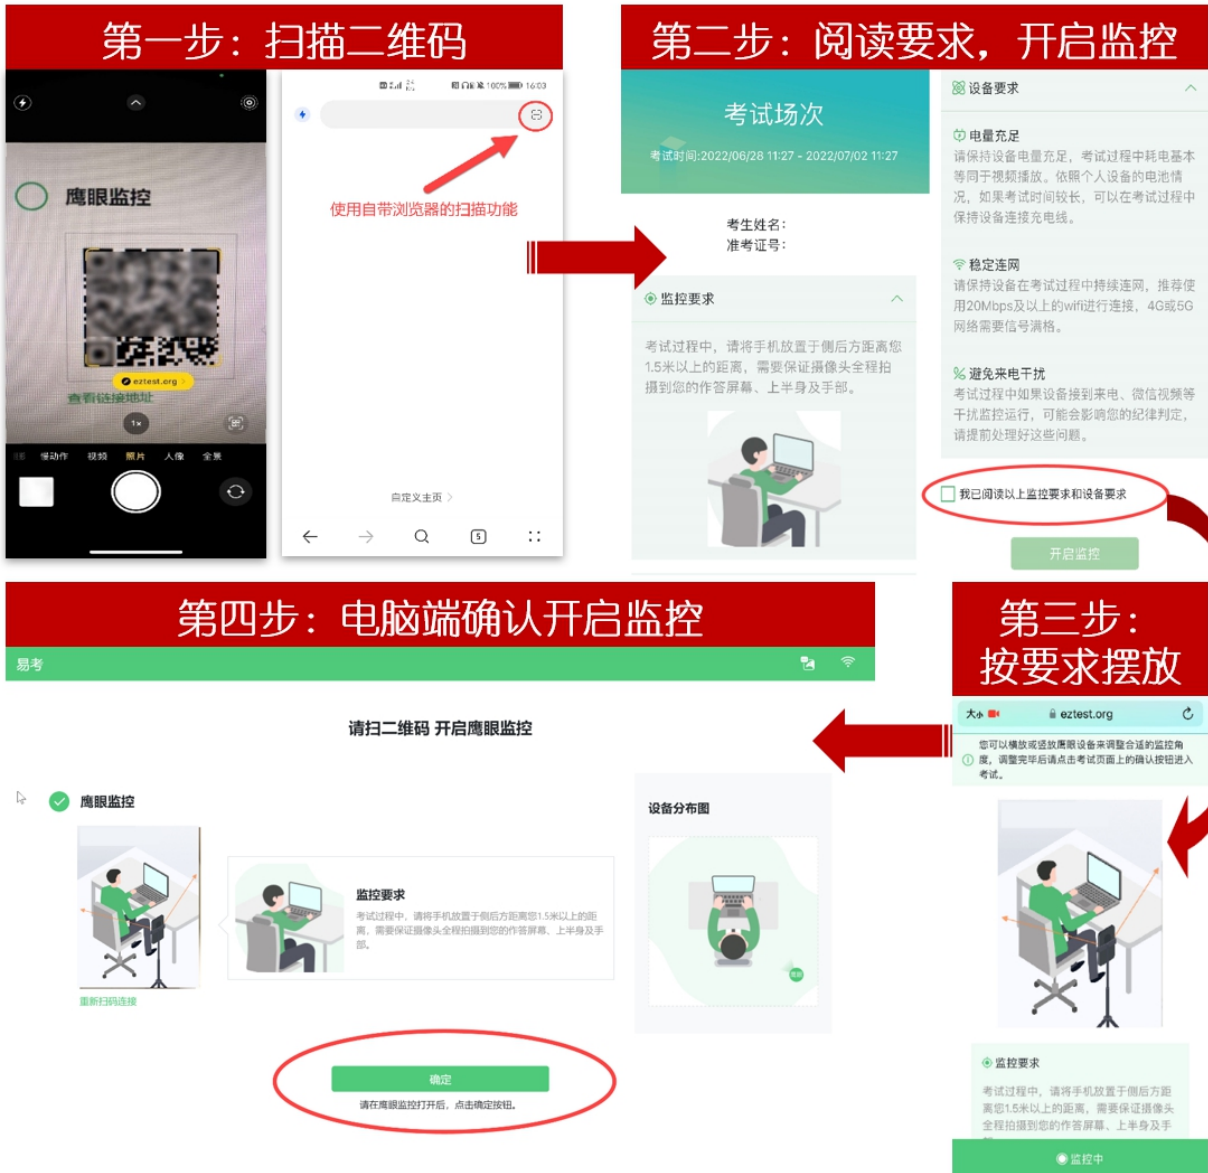 第一步：扫描二维码
16:03
100%
鹰眼监控
eztest.org
查看链接地址
1x
慢动作 视频 照片 人像 全景
使用自带浏览器的扫描功能
自定义主页
5
第二步：阅读要求，开启监控
考试场次
考试时间:2022/06/28 11:27 - 2022/07/02 11:27
考生姓名：
准考证号：
监控要求
考试过程中，请将手机放置于侧后方距离您
1.5米以上的距离，需要保证摄像头全程拍
摄到您的作答屏幕、上半身及手部。
设备要求
电量充足
请保持设备电量充足，考试过程中耗电基本
等同于视频播放。依照个人设备的电池情
况，如果考试时间较长，可以在考试过程中
保持设备连接充电线。
稳定连网
请保持设备在考试过程中持续连网，推荐使
用20Mbps及以上的wifi进行连接，4G或5G
网络需要信号满格。
避免来电干扰
考试过程中如果设备接到来电、微信视频等
干扰监控运行，可能会影响您的纪律判定，
请提前处理好这些问题。
我已阅读以上监控要求和设备要求
开启监控
第三步：
按要求摆放
大小
eztest.org
您可以横放或竖放鹰眼设备来调整合适的监控角
度，调整完毕后请点击考试页面上的确认按钮进入
考试。
监控要求
考试过程中，请将手机放置于侧后方距
离您1.5米以上的距离，需要保证摄像头
全程拍摄到您的作答屏幕、上半身及手
监控中
第四步：电脑端确认开启监控
易考
请扫二维码 开启鹰眼监控
鹰眼监控
重新扫码连接
监控要求
考试过程中，请将手机放置于侧后方距离您1.5米以上的距
离，需要保证摄像头全程拍摄到您的作答屏幕、上半身及手
部。
设备分布图
确定
请在鹰眼监控打开后，点击确定按钮。